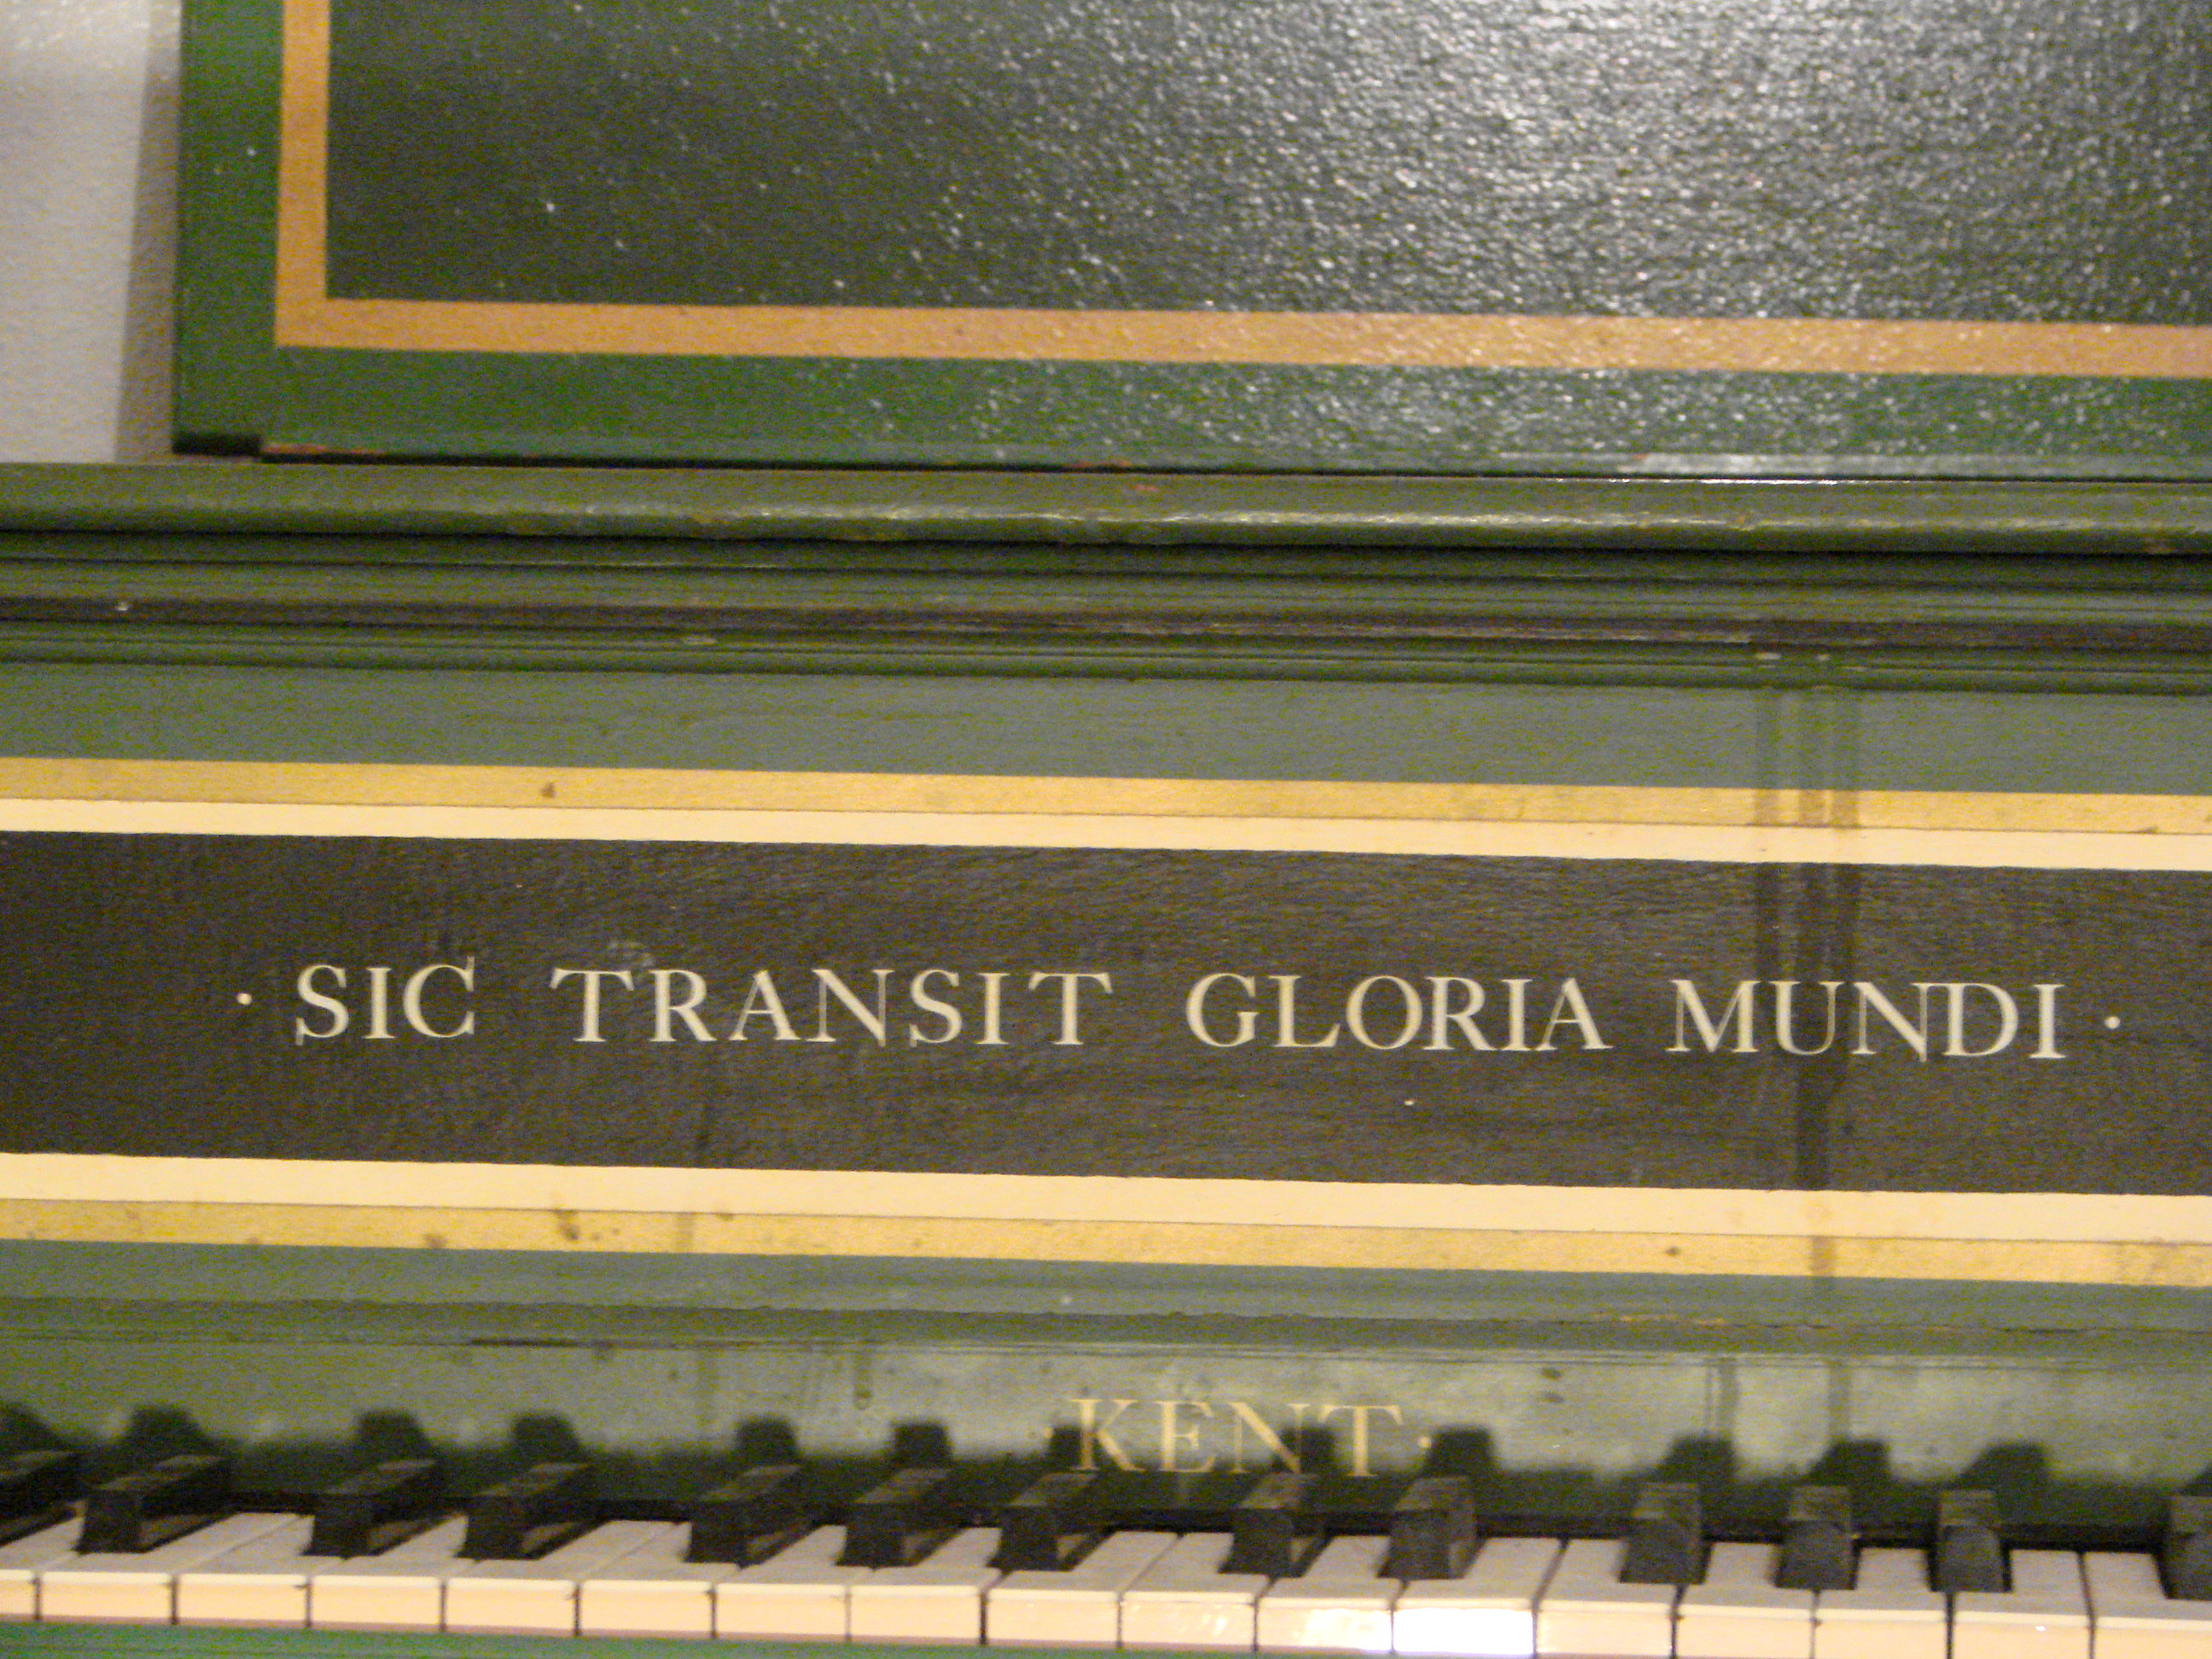 · SIC TRANSIT GLORIA MUNDI ·
· KENT ·